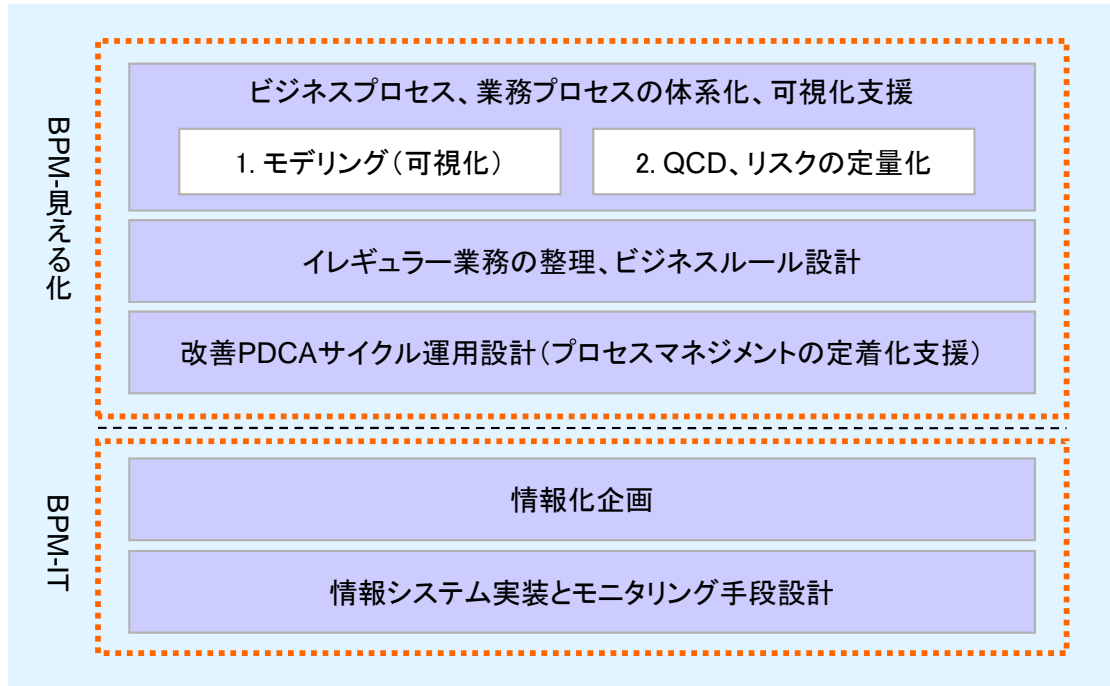 BPM-見える化
ビジネスプロセス、業務プロセスの体系化、可視化支援
1. モデリング（可視化）
2. QCD、リスクの定量化
イレギュラー業務の整理、ビジネスルール設計
改善PDCAサイクル運用設計（プロセスマネジメントの定着化支援）
BPM-IT
情報化企画
情報システム実装とモニタリング手段設計